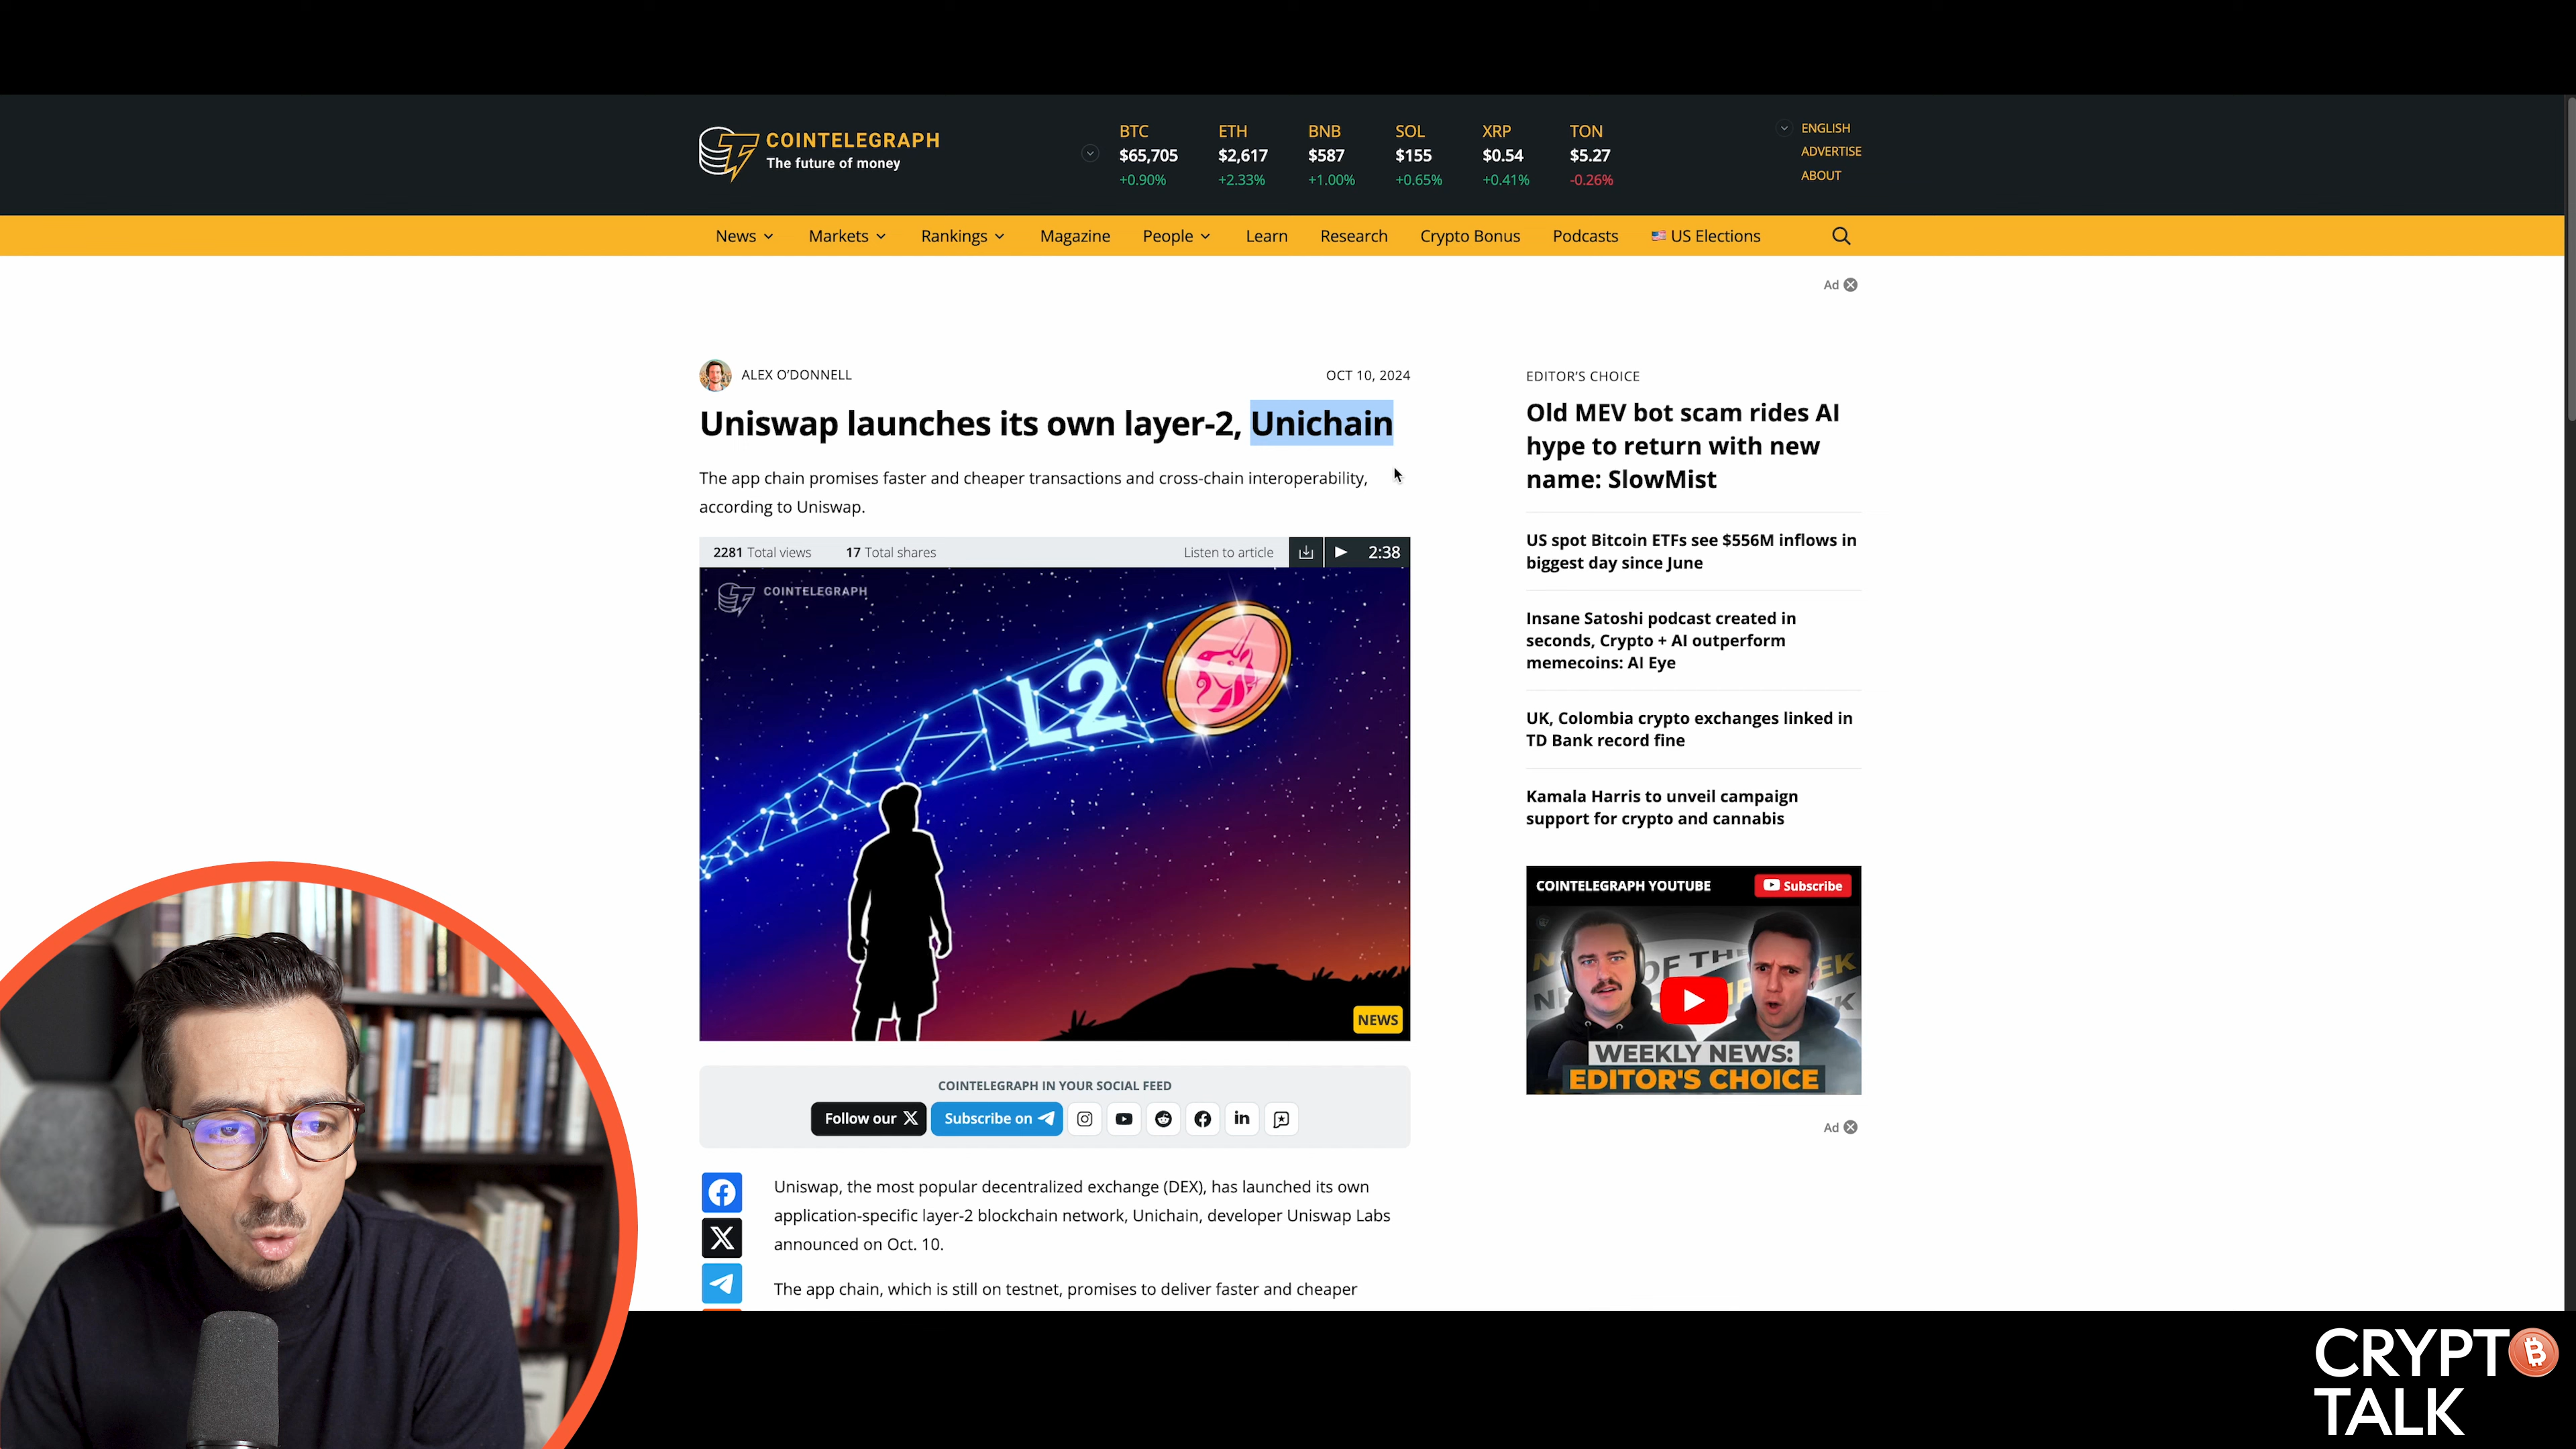 COINTELEGRAPH
The future of money
BTC ETH BNB SOL XRP TON
$65,705 $2,617 $587 $155 $0.54 $5.27
+0.90% +2.33% +1.00% +0.65% +0.41% -0.26%
ENGLISH
ADVERTISE
ABOUT
News Markets Rankings Magazine People Learn Research Crypto Bonus Podcasts US Elections
Ad
ALEX O'DONNELL
OCT 10, 2024
Uniswap launches its own layer-2, Unichain
The app chain promises faster and cheaper transactions and cross-chain interoperability,
according to Uniswap.
2281 Total views 17 Total shares Listen to article 2:38
COINTELEGRAPH
L2
NEWS
COINTELEGRAPH IN YOUR SOCIAL FEED
Follow our X Subscribe on
Uniswap, the most popular decentralized exchange (DEX), has launched its own
application-specific layer-2 blockchain network, Unichain, developer Uniswap Labs
announced on Oct. 10.
The app chain, which is still on testnet, promises to deliver faster and cheaper
EDITOR'S CHOICE
Old MEV bot scam rides AI
hype to return with new
name: SlowMist
US spot Bitcoin ETFs see $556M inflows in
biggest day since June
Insane Satoshi podcast created in
seconds, Crypto + AI outperform
memecoins: AI Eye
UK, Colombia crypto exchanges linked in
TD Bank record fine
Kamala Harris to unveil campaign
support for crypto and cannabis
COINTELEGRAPH YOUTUBE Subscribe
OF THE
WEEKLY NEWS:
EDITOR'S CHOICE
Ad
CRYPTO
TALK